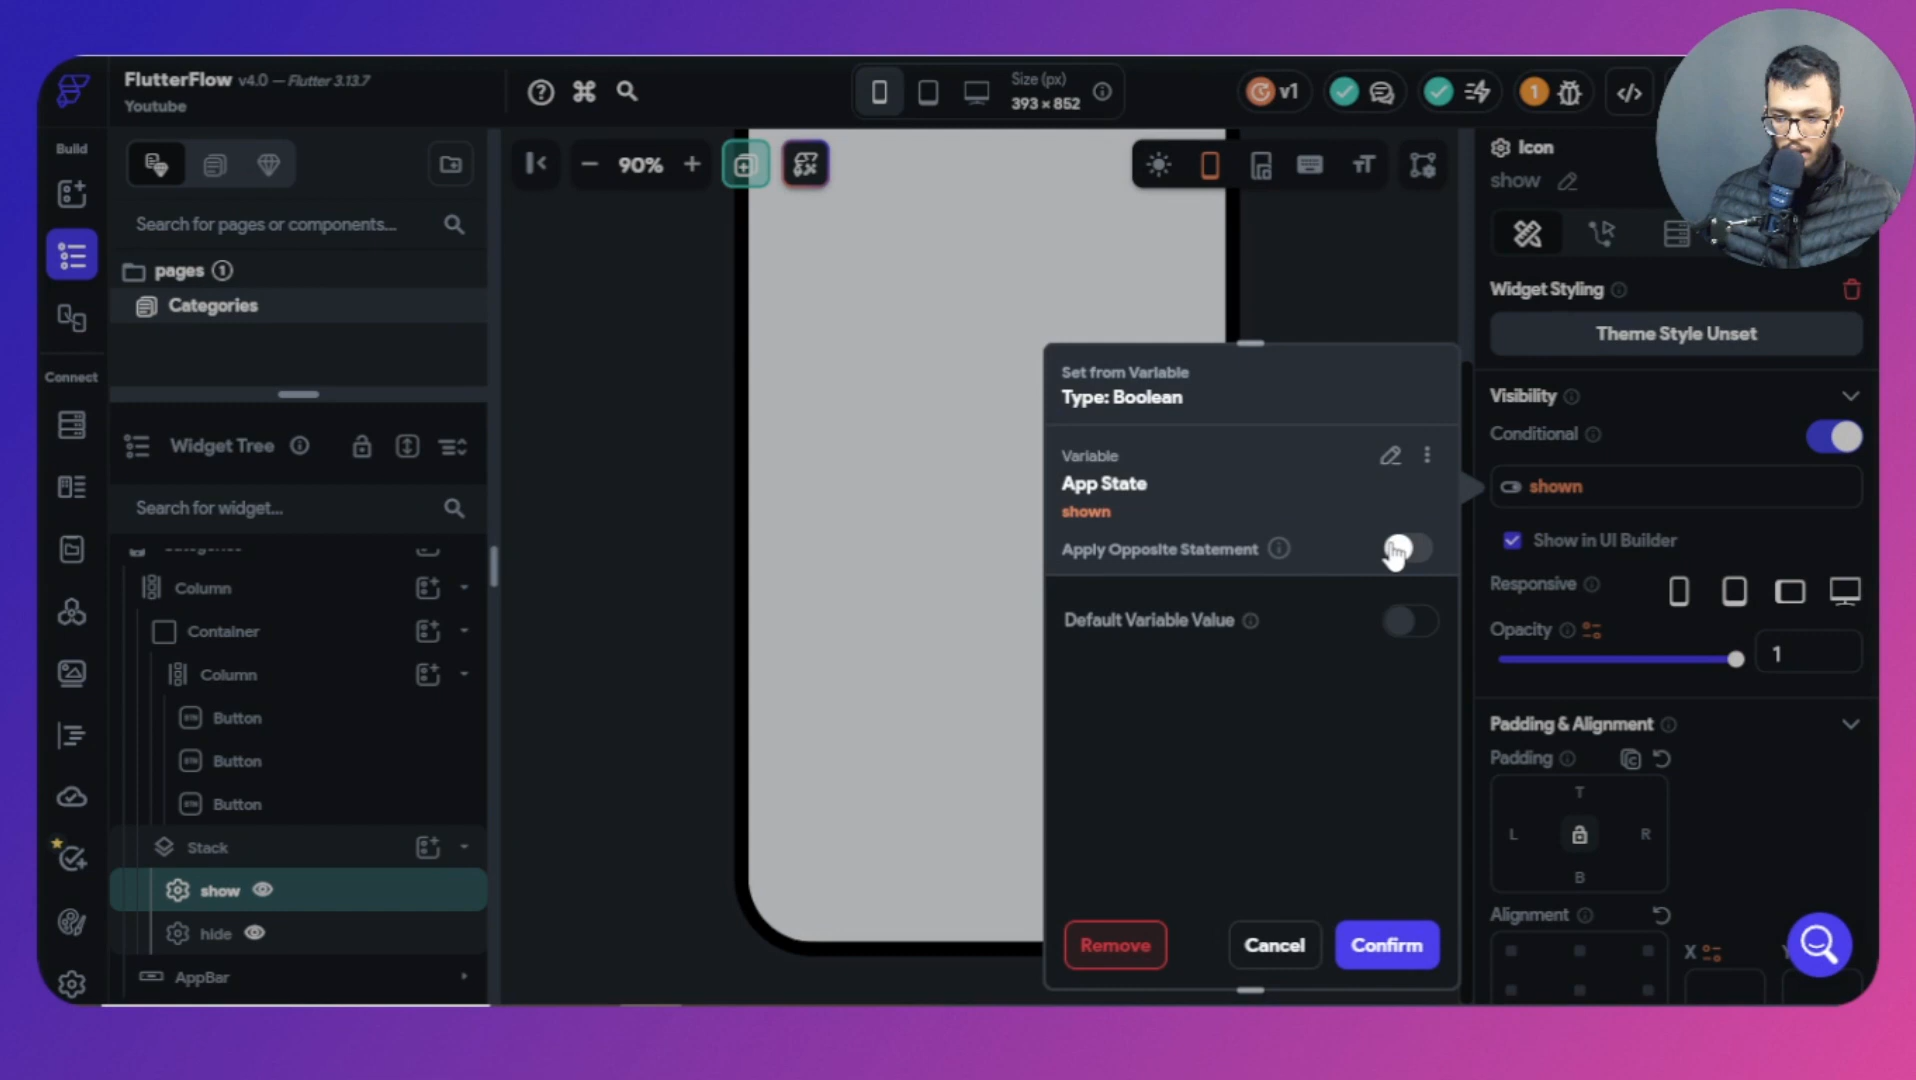 FlutterFlow v4.0 — Flutter 3.13.7
Youtube
Size (px)
393 × 852
v1
1
Build
90%
Search for pages or components...
pages 1
Categories
Connect
Widget Tree
Search for widget...
Column
Container
Column
Button
Button
Button
Stack
show
hide
AppBar
Set from Variable
Type: Boolean
Variable
App State
shown
Apply Opposite Statement
Default Variable Value
Remove
Cancel
Confirm
Icon
show
Widget Styling
Theme Style Unset
Visibility
Conditional
shown
Show in UI Builder
Responsive
Opacity
1
Padding & Alignment
Padding
T
L
R
B
Alignment
X